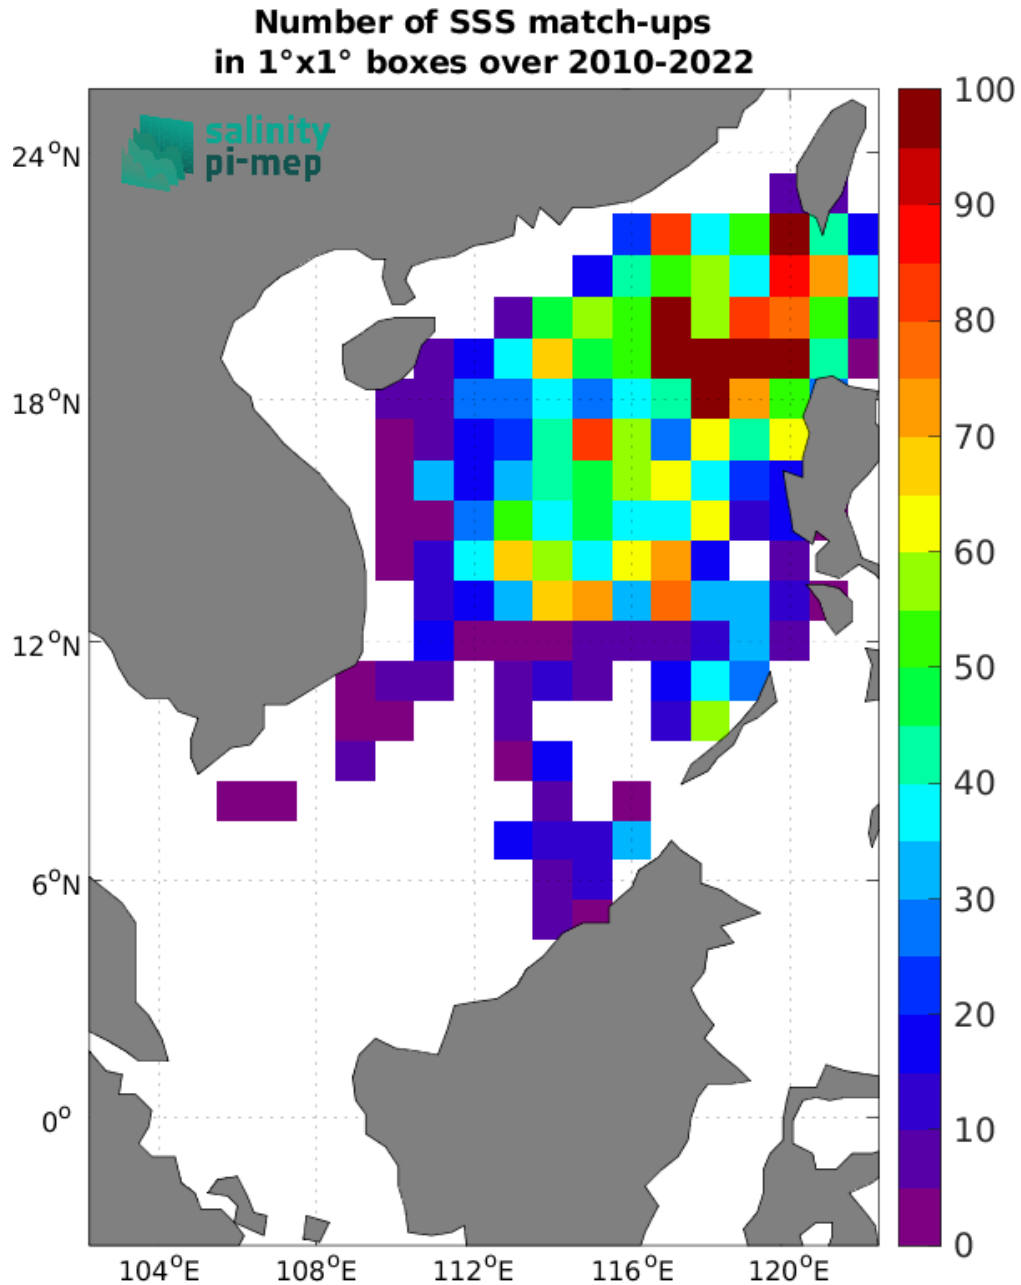 Number of SSS match-ups
in 1°x1° boxes over 2010-2022
salinity
pi-mep
24°N
18°N
12°N
6°N
0°
104°E
108°E
112°E
116°E
120°E
100
90
80
70
60
50
40
30
20
10
0